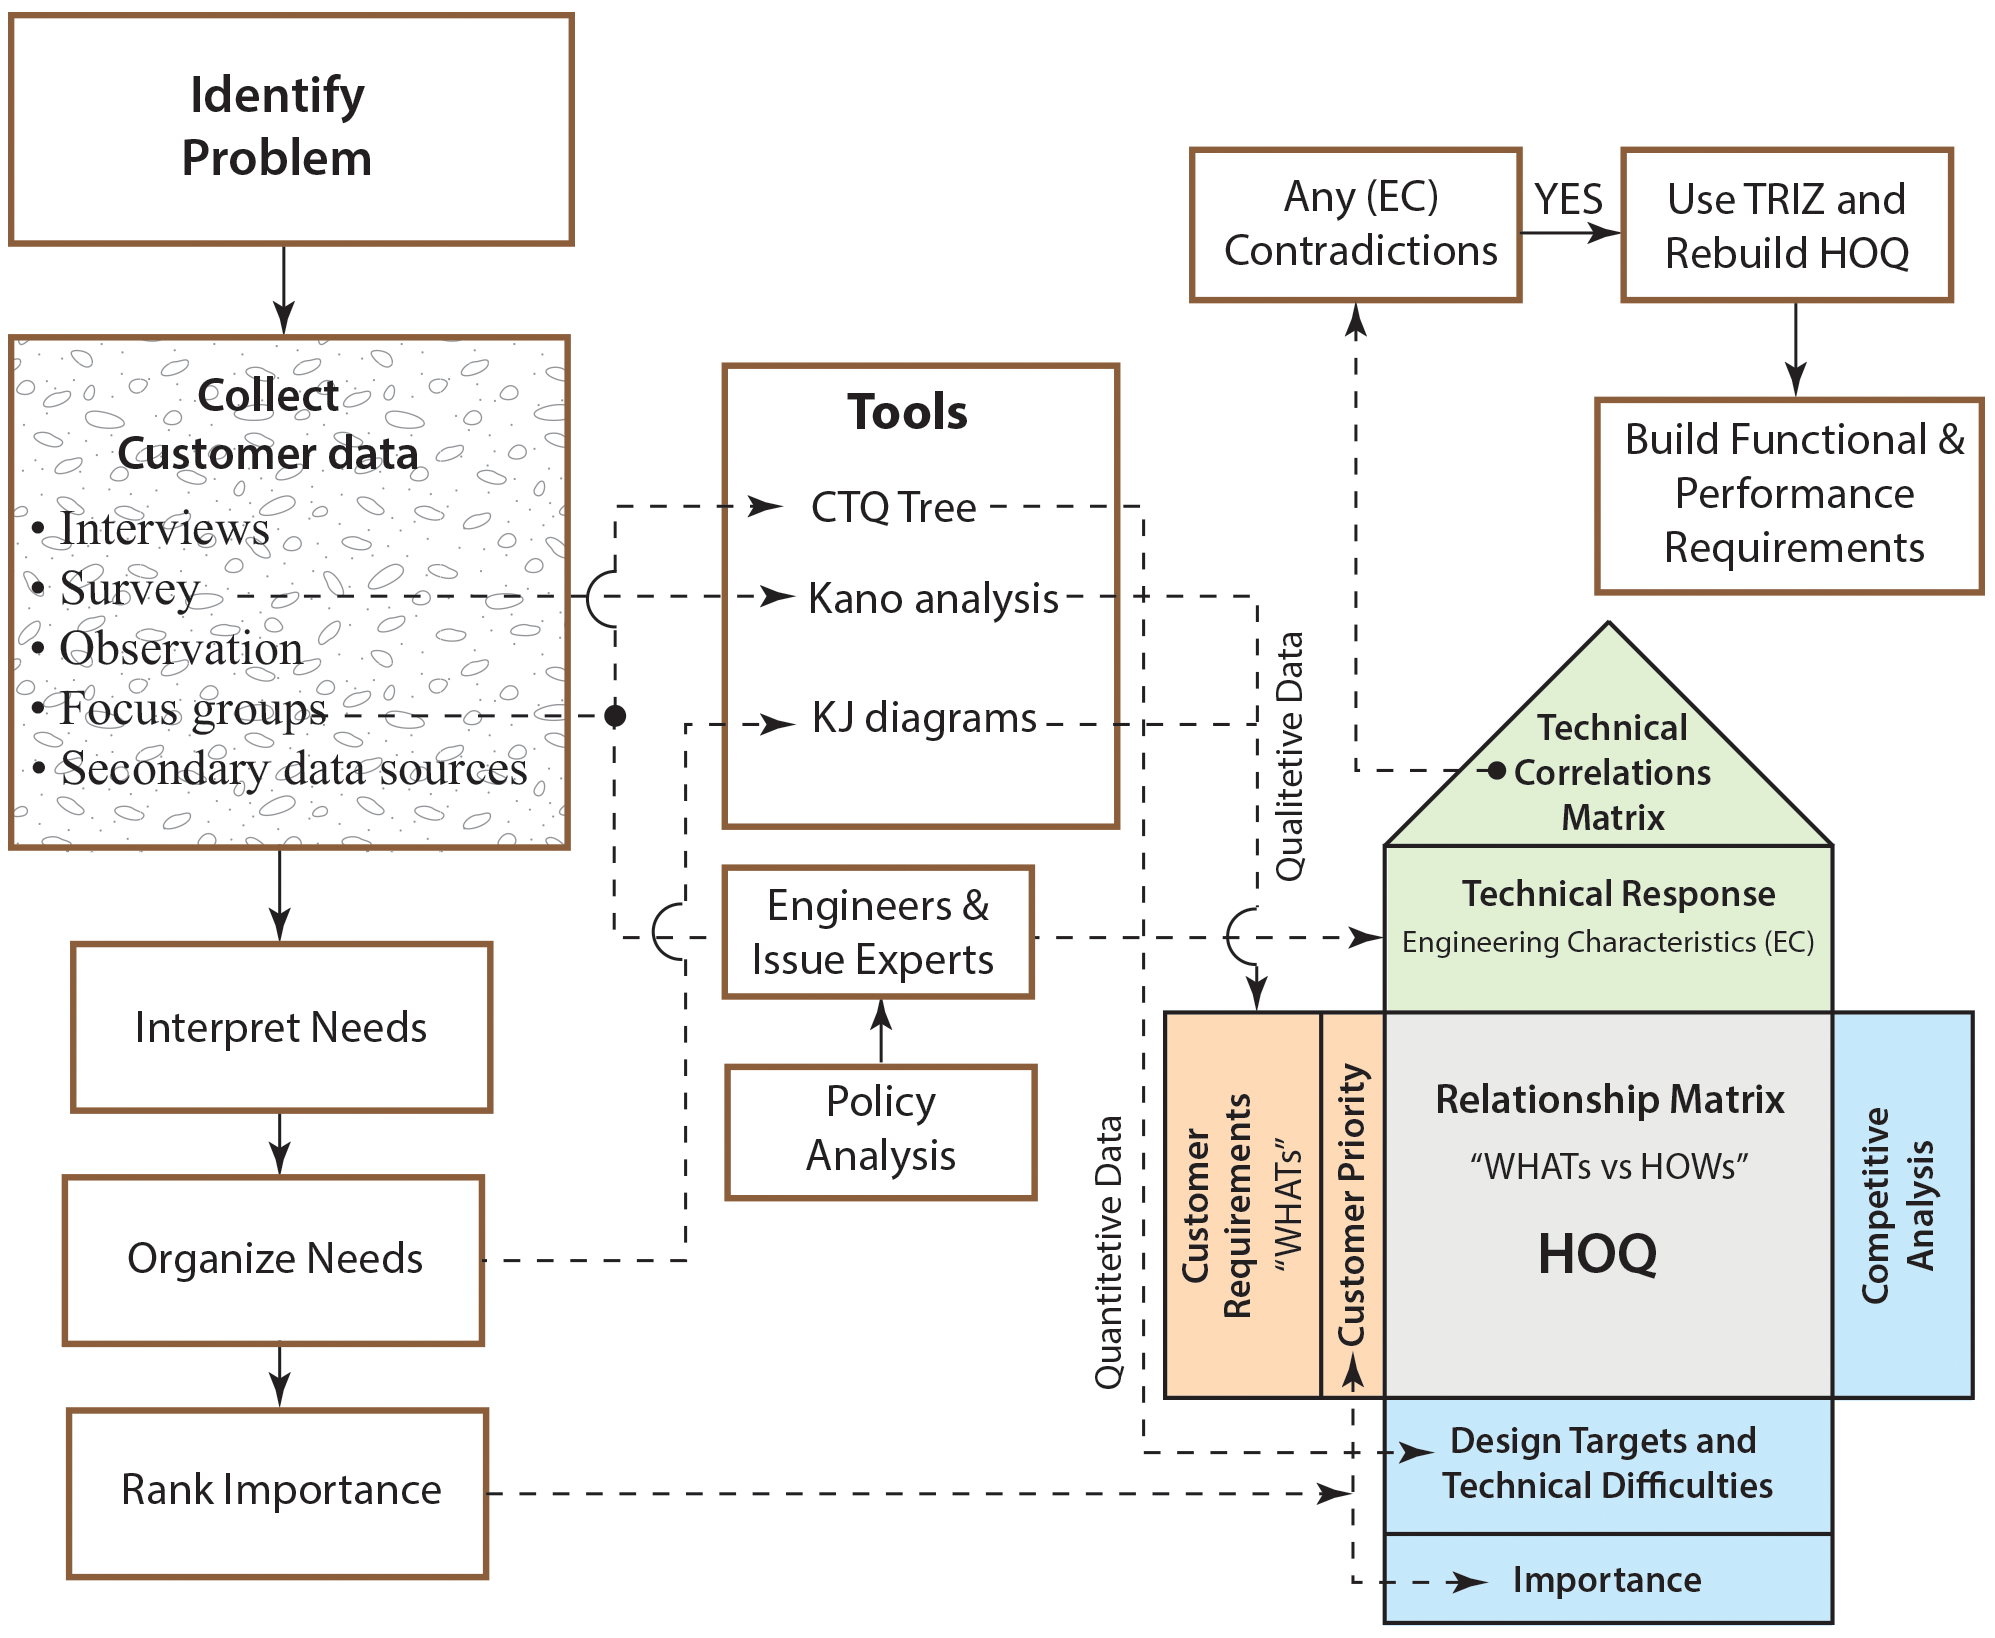 Identify
Problem
Collect
Customer data
• Interviews
• Survey
• Observation
• Focus groups
• Secondary data sources
Interpret Needs
Organize Needs
Rank Importance
Tools
CTQ Tree
Kano analysis
KJ diagrams
Engineers &
Issue Experts
Policy
Analysis
Quantitetive Data
Qualitetive Data
Any (EC)
Contradictions
YES
Use TRIZ and
Rebuild HOQ
Build Functional &
Performance
Requirements
Technical
Correlations
Matrix
Technical Response
Engineering Characteristics (EC)
Customer
Requirements
“WHATs”
Customer Priority
Relationship Matrix
“WHATs vs HOWs”
HOQ
Competitive
Analysis
Design Targets and
Technical Difficulties
Importance